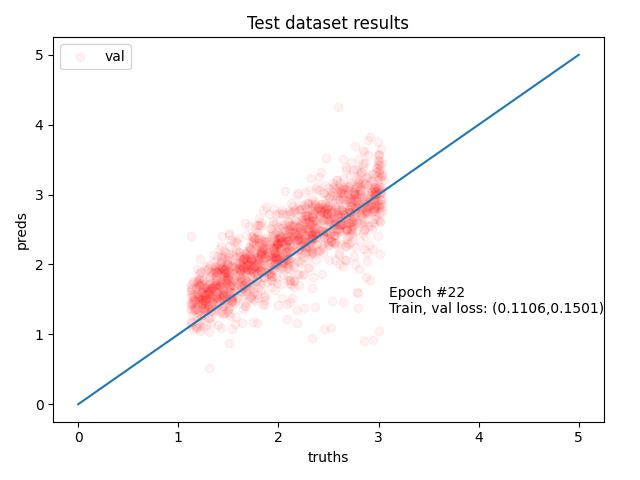 Test dataset results
val
5
4
3
2
1
0
preds
Epoch #22
Train, val loss: (0.1106,0.1501)
0 1 2 3 4 5
truths